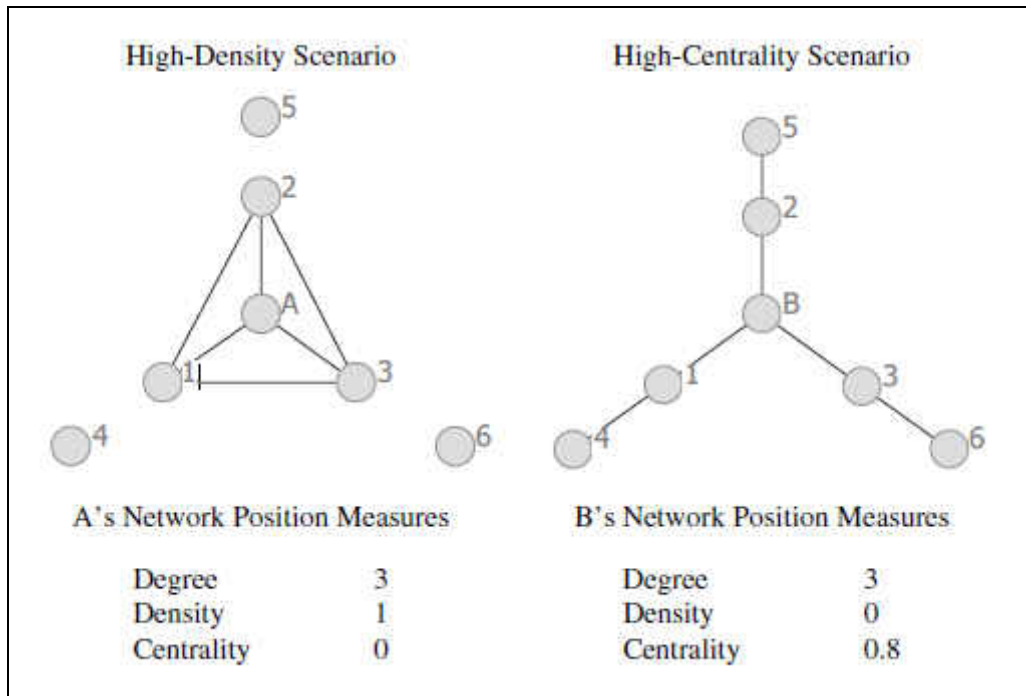 High-Density Scenario
5
2
A
1
3
4
6
A's Network Position Measures
Degree 3
Density 1
Centrality 0
High-Centrality Scenario
5
2
B
1
3
4
6
B's Network Position Measures
Degree 3
Density 0
Centrality 0.8